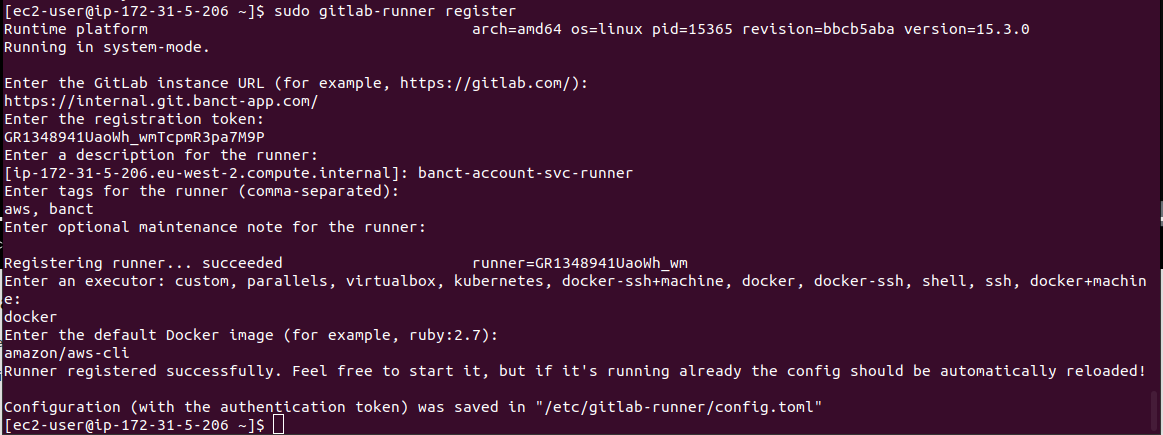 [ec2-user@ip-172-31-5-206 ~]$ sudo gitlab-runner register
Runtime platform                                    arch=amd64 os=linux pid=15365 revision=bbcb5aba version=15.3.0
Running in system-mode.
Enter the GitLab instance URL (for example, https://gitlab.com/):
https://internal.git.banct-app.com/
Enter the registration token:
GR1348941UaoWh_wmTcpmR3pa7M9P
Enter a description for the runner:
[ip-172-31-5-206.eu-west-2.compute.internal]: banct-account-svc-runner
Enter tags for the runner (comma-separated):
aws, banct
Enter optional maintenance note for the runner:
Registering runner... succeeded                     runner=GR1348941UaoWh_wm
Enter an executor: custom, parallels, virtualbox, kubernetes, docker-ssh+machine, docker, docker-ssh, shell, ssh, docker+machin
e:
docker
Enter the default Docker image (for example, ruby:2.7):
amazon/aws-cli
Runner registered successfully. Feel free to start it, but if it's running already the config should be automatically reloaded!
Configuration (with the authentication token) was saved in "/etc/gitlab-runner/config.toml"
[ec2-user@ip-172-31-5-206 ~]$